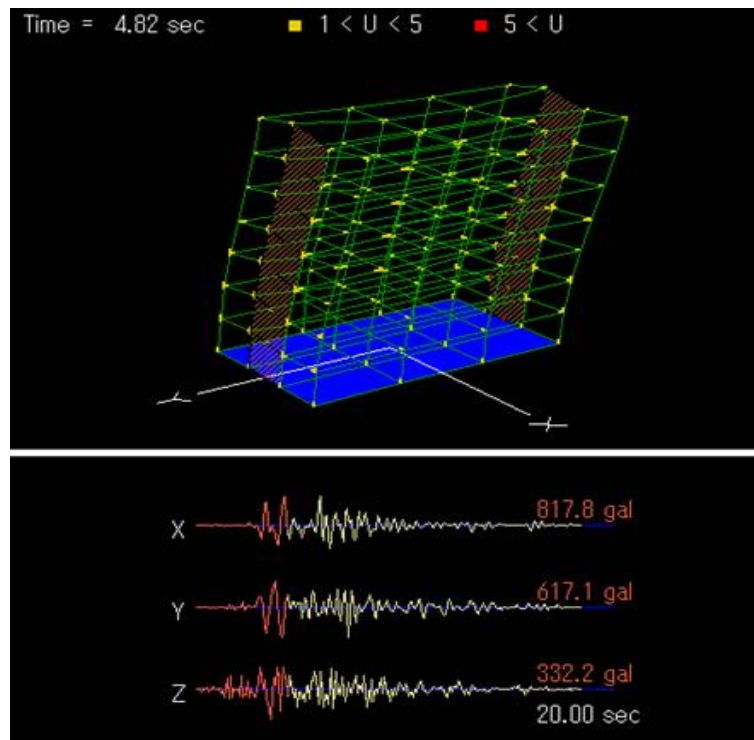 Time = 4.82 sec 1 < U < 5 5 < U
Y
X
X 817.8 gal
Y 617.1 gal
Z 332.2 gal
20.00 sec